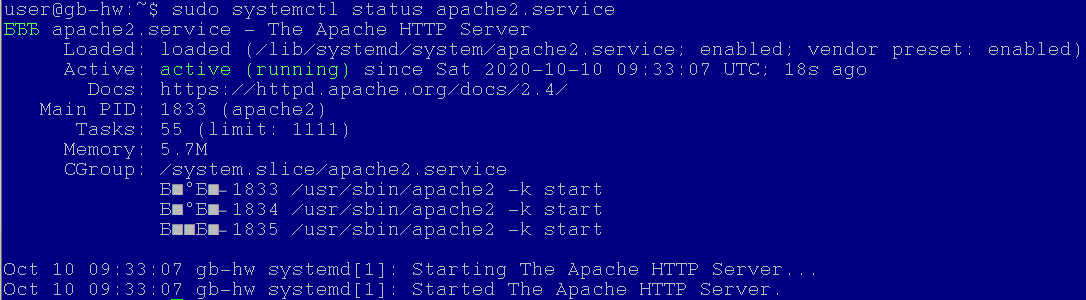 user@gb-hw:~$ sudo systemctl status apache2.service
БББ apache2.service - The Apache HTTP Server
     Loaded: loaded (/lib/systemd/system/apache2.service; enabled; vendor preset: enabled)
     Active: active (running) since Sat 2020-10-10 09:33:07 UTC; 18s ago
       Docs: https://httpd.apache.org/docs/2.4/
   Main PID: 1833 (apache2)
      Tasks: 55 (limit: 1111)
     Memory: 5.7M
     CGroup: /system.slice/apache2.service
             Б■°Б■-1833 /usr/sbin/apache2 -k start
             Б■°Б■-1834 /usr/sbin/apache2 -k start
             Б■■Б■-1835 /usr/sbin/apache2 -k start

Oct 10 09:33:07 gb-hw systemd[1]: Starting The Apache HTTP Server...
Oct 10 09:33:07 gb-hw systemd[1]: Started The Apache HTTP Server.